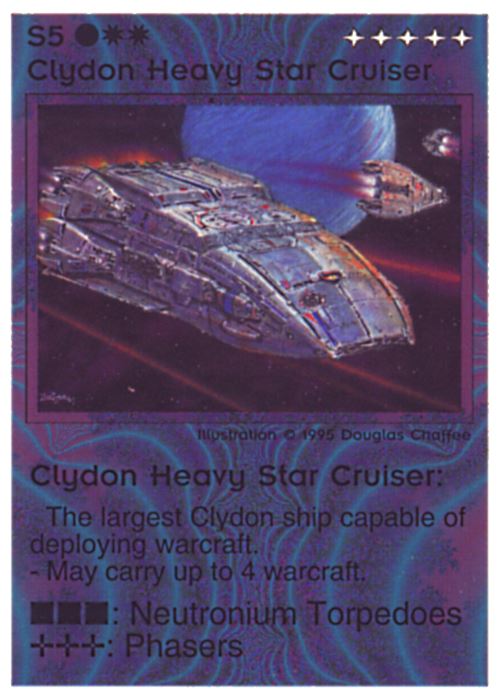 S5
Clydon Heavy Star Cruiser
Illustration © 1995 Douglas Chaffee
Clydon Heavy Star Cruiser:
The largest Clydon ship capable of
deploying warcraft.
- May carry up to 4 warcraft.
: Neutronium Torpedoes
: Phasers